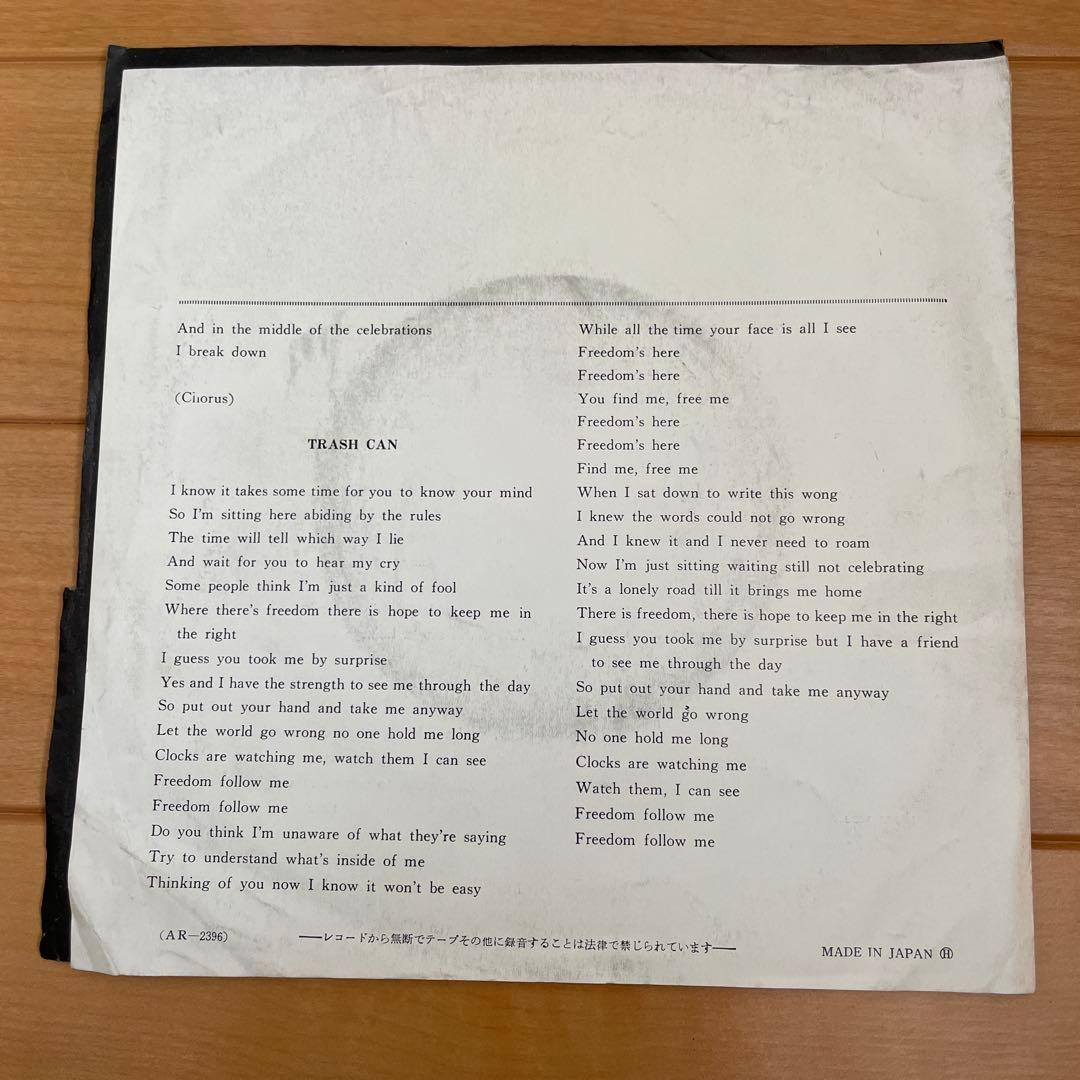 And in the middle of the celebrations
I break down
(Chorus)
TRASH CAN
I know it takes some time for you to know your mind
So I'm sitting here abiding by the rules
The time will tell which way I lie
And wait for you to hear my cry
Some people think I'm just a kind of fool
Where there's freedom there is hope to keep me in
the right
I guess you took me by surprise
Yes and I have the strength to see me through the day
So put out your hand and take me anyway
Let the world go wrong no one hold me long
Clocks are watching me, watch them I can see
Freedom follow me
Freedom follow me
Do you think I'm unaware of what they're saying
Try to understand what's inside of me
Thinking of you now I know it won't be easy
While all the time your face is all I see
Freedom's here
Freedom's here
You find me, free me
Freedom's here
Freedom's here
Find me, free me
When I sat down to write this wong
I knew the words could not go wrong
And I knew it and I never need to roam
Now I'm just sitting waiting still not celebrating
It's a lonely road till it brings me home
There is freedom, there is hope to keep me in the right
I guess you took me by surprise but I have a friend
to see me through the day
So put out your hand and take me anyway
Let the world go wrong
No one hold me long
Clocks are watching me
Watch them, I can see
Freedom follow me
Freedom follow me
(AR—2396)
——レコードから無断でテープその他に録音することは法律で禁じられています——
MADE IN JAPAN Ⓗ